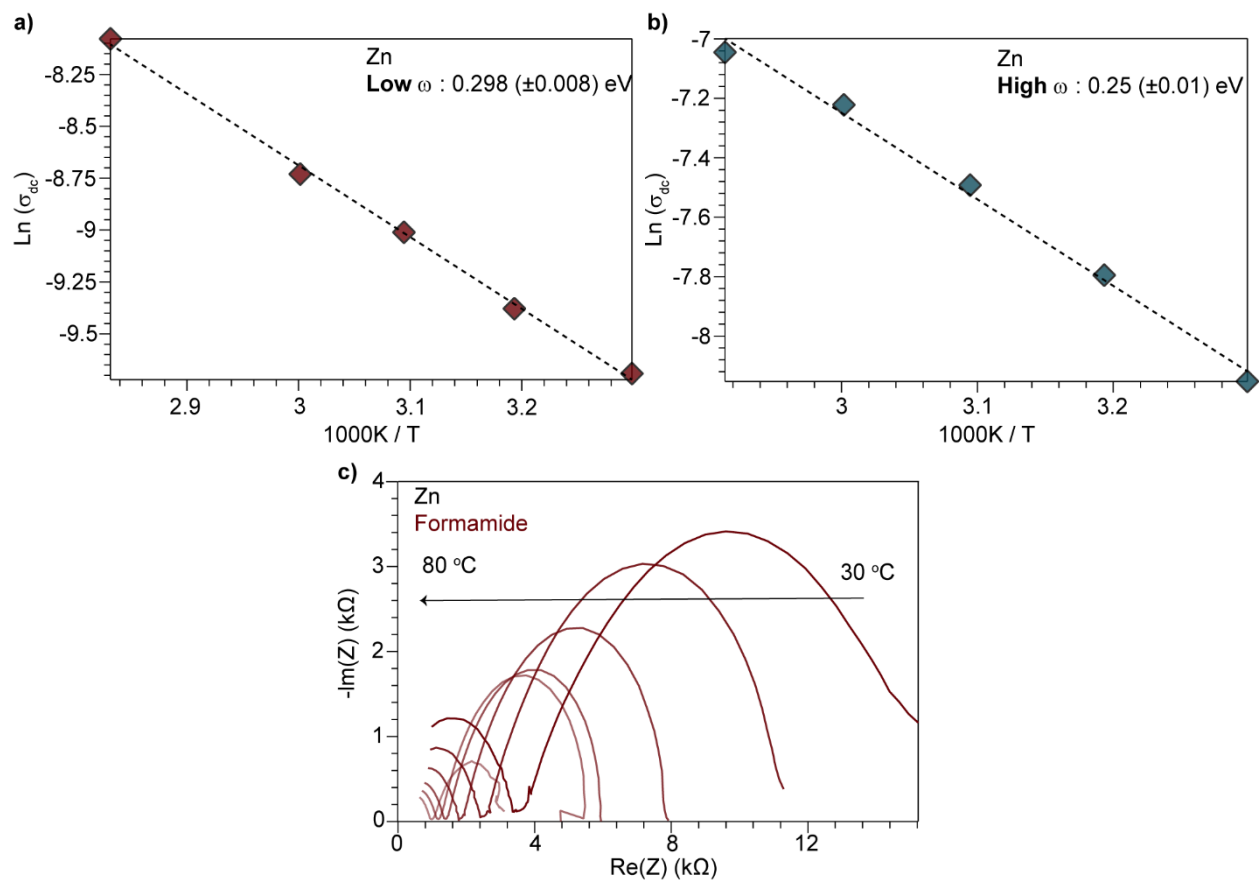 a)
Zn
Low ω : 0.298 (±0.008) eV
-8.25
-8.5
-8.75
-9
-9.25
-9.5
Ln (σdc)
2.9
3
3.1
3.2
1000K / T
b)
Zn
High ω : 0.25 (±0.01) eV
-7
-7.2
-7.4
-7.6
-7.8
-8
Ln (σdc)
3
3.1
3.2
1000K / T
c)
Zn
Formamide
80 °C
30 °C
4
3
2
1
0
-Im(Z) (kΩ)
0
4
8
12
Re(Z) (kΩ)